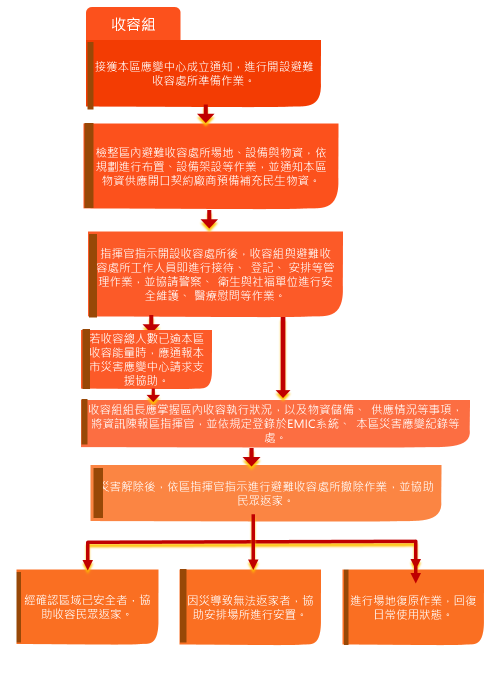 收容組
接獲本區應變中心成立通知，進行開設避難
收容處所準備作業。
檢整區內避難收容處所場地、設備與物資，依
規劃進行布置、設備架設等作業，並通知本區
物資供應開口契約廠商預備補充民生物資。
指揮官指示開設收容處所後，收容組與避難收
容處所工作人員即進行接待、登記、安排等管
理作業，並協請警察、衛生與社福單位進行安
全維護、醫療慰問等作業。
若收容總人數已逾本區
收容能量時，應通報本
市災害應變中心請求支
援協助。
收容組組長應掌握區內收容執行狀況，以及物資儲備、供應情況等事項，
將資訊陳報區指揮官，並依規定登錄於EMIC系統、本區災害應變紀錄等
處。
災害解除後，依區指揮官指示進行避難收容處所撤除作業，並協助
民眾返家。
經確認區域已安全者，協
助收容民眾返家。
因災導致無法返家者，協
助安排場所進行安置。
進行場地復原作業，回復
日常使用狀態。